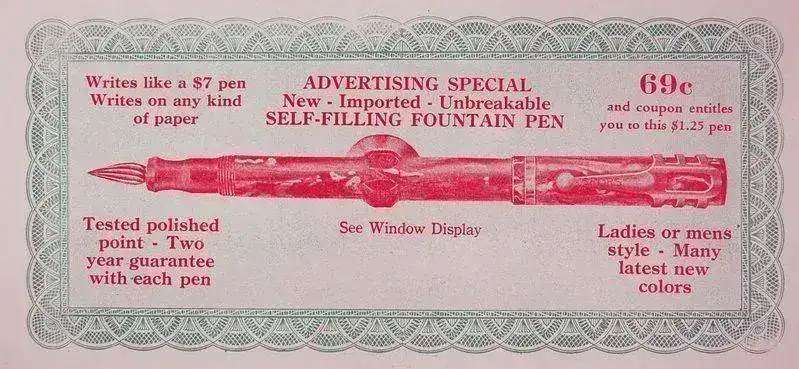 Writes like a $7 pen
Writes on any kind
of paper
ADVERTISING SPECIAL
New - Imported - Unbreakable
SELF-FILLING FOUNTAIN PEN
69c
and coupon entitles
you to this $1.25 pen
See Window Display
Tested polished
point - Two
year guarantee
with each pen
Ladies or mens
style - Many
latest new
colors